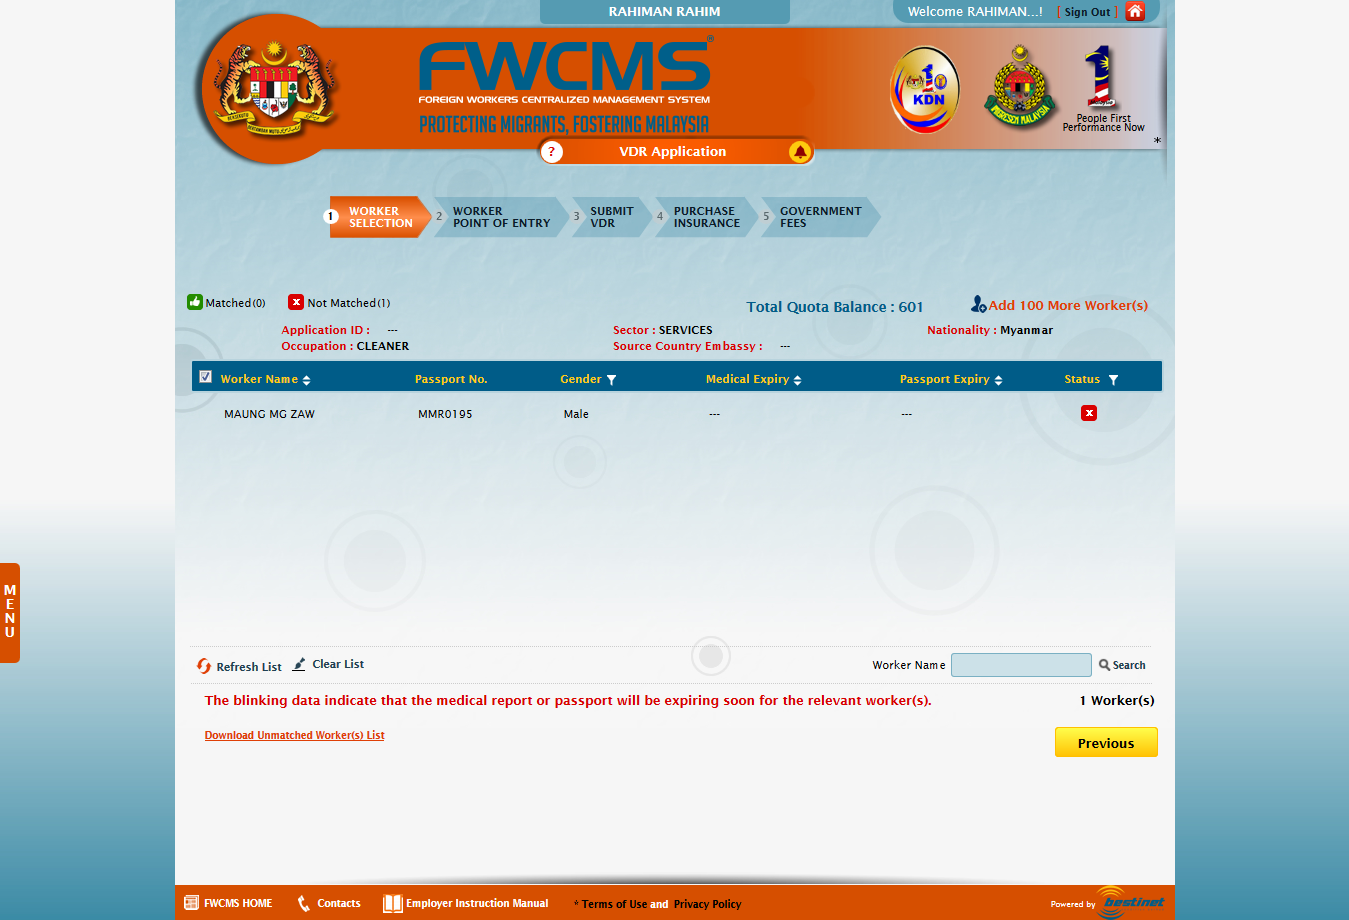 RAHIMAN RAHIM
Welcome RAHIMAN...! [ Sign Out ]
FWCMS®
FOREIGN WORKERS CENTRALIZED MANAGEMENT SYSTEM
PROTECTING MIGRANTS, FOSTERING MALAYSIA
KDN
IMIGRESEN MALAYSIA
1
People First
Performance Now
*
? VDR Application
1 WORKER SELECTION
2 WORKER POINT OF ENTRY
3 SUBMIT VDR
4 PURCHASE INSURANCE
5 GOVERNMENT FEES
Matched(0) Not Matched(1)
Total Quota Balance : 601
Add 100 More Worker(s)
Application ID : --- Sector : SERVICES Nationality : Myanmar
Occupation : CLEANER Source Country Embassy : ---
Worker Name Passport No. Gender Medical Expiry Passport Expiry Status
MAUNG MG ZAW MMR0195 Male --- ---
MENU
Refresh List Clear List Worker Name Search
The blinking data indicate that the medical report or passport will be expiring soon for the relevant worker(s). 1 Worker(s)
Download Unmatched Worker(s) List
Previous
FWCMS HOME Contacts Employer Instruction Manual * Terms of Use and Privacy Policy Powered by bestinet